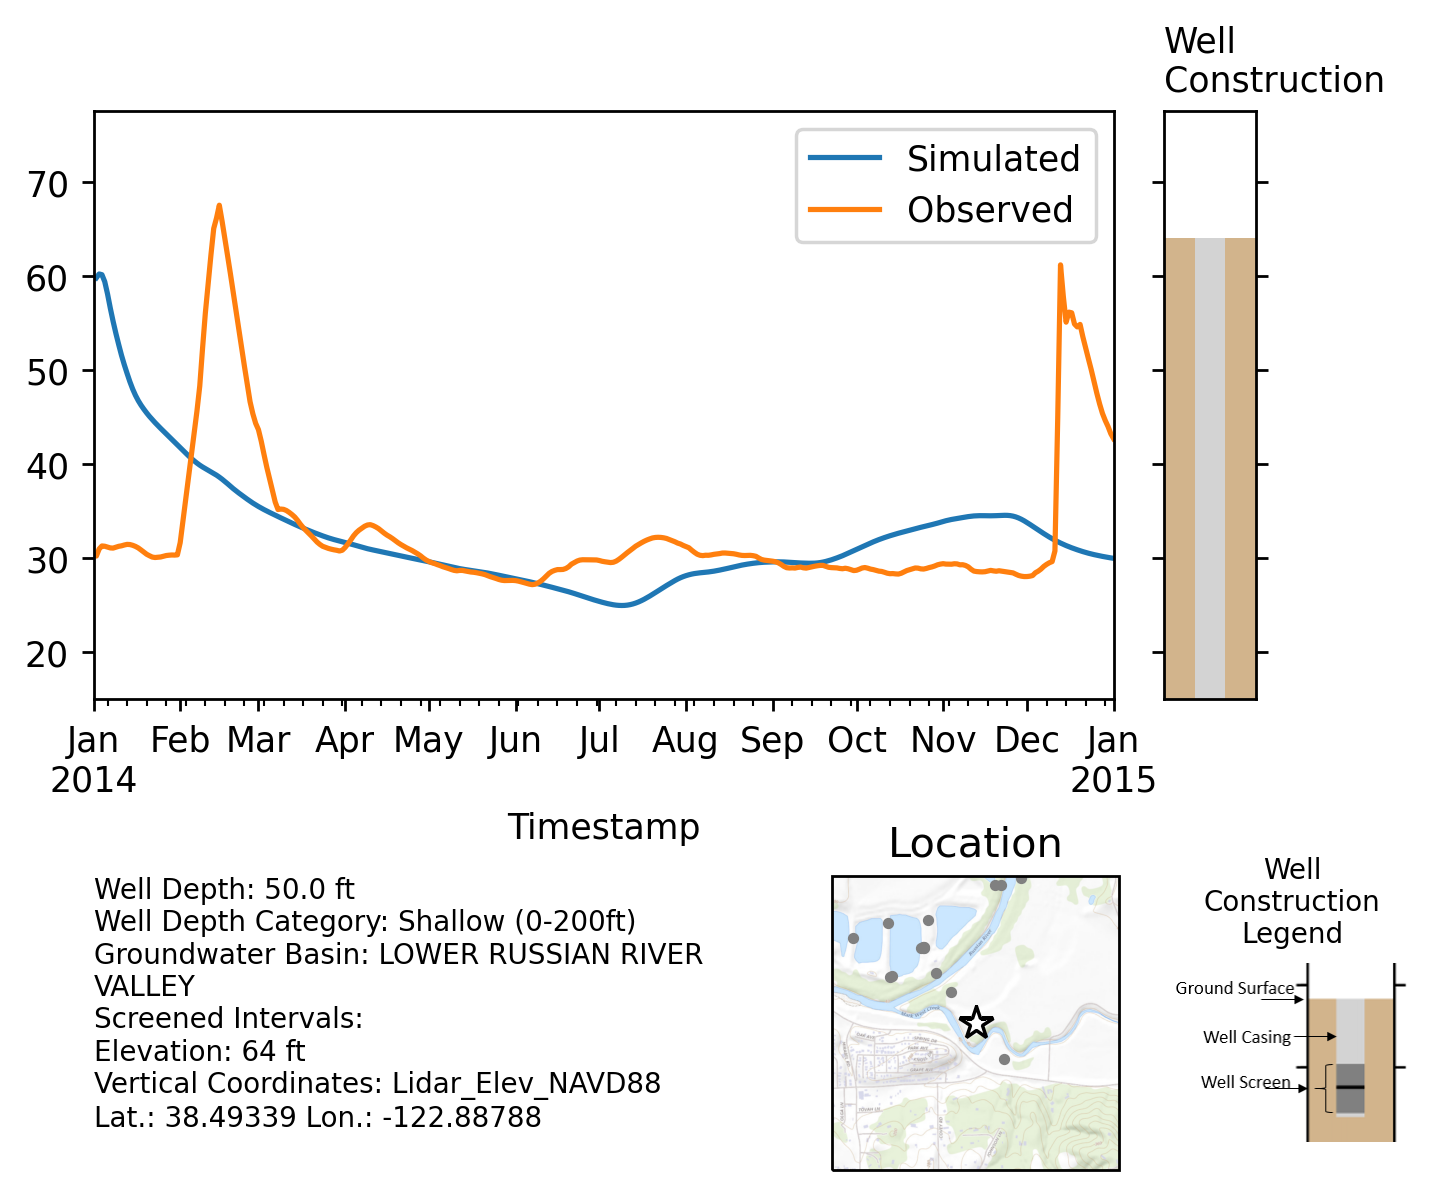 Well
Construction
Simulated
Observed
70
60
50
40
30
20
Jan Feb Mar Apr May Jun Jul Aug Sep Oct Nov Dec Jan
2014 2015
Timestamp
Location
Well Depth: 50.0 ft
Well Depth Category: Shallow (0-200ft)
Groundwater Basin: LOWER RUSSIAN RIVER
VALLEY
Screened Intervals:
Elevation: 64 ft
Vertical Coordinates: Lidar_Elev_NAVD88
Lat.: 38.49339 Lon.: -122.88788
Well
Construction
Legend
Ground Surface
Well Casing
Well Screen